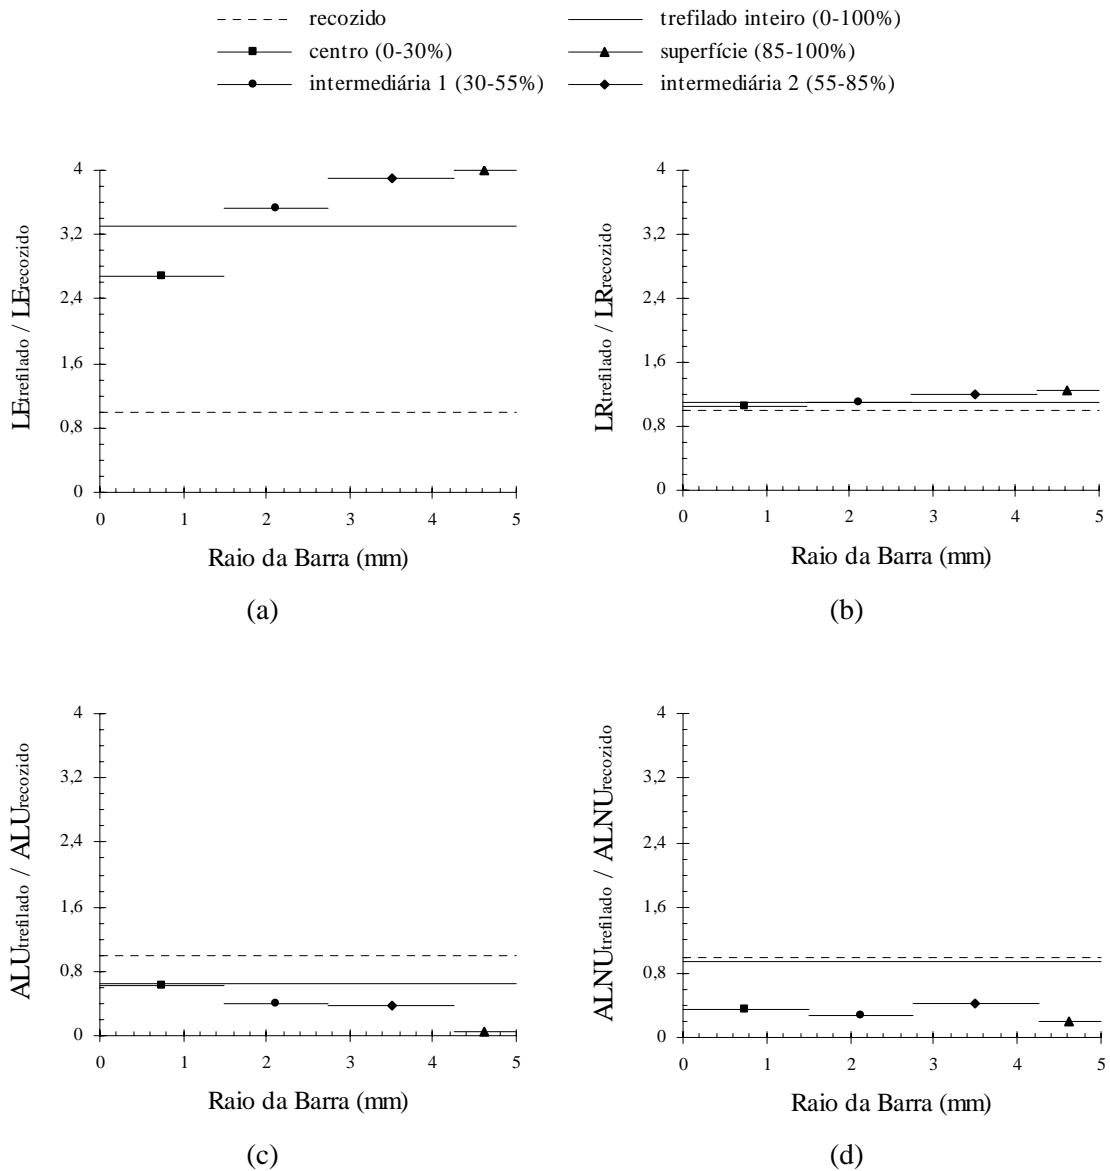 recozido
trefilado inteiro (0-100%)
centro (0-30%)
superfície (85-100%)
intermediária 1 (30-55%)
intermediária 2 (55-85%)
4
3,2
2,4
1,6
0,8
0
LEtrefilado / LErecozido
0 1 2 3 4 5
Raio da Barra (mm)
(a)
4
3,2
2,4
1,6
0,8
0
LRtrefilado / LRrecozido
0 1 2 3 4 5
Raio da Barra (mm)
(b)
4
3,2
2,4
1,6
0,8
0
ALUtrefilado / ALUrecozido
0 1 2 3 4 5
Raio da Barra (mm)
(c)
4
3,2
2,4
1,6
0,8
0
ALNUtrefilado / ALNUrecozido
0 1 2 3 4 5
Raio da Barra (mm)
(d)